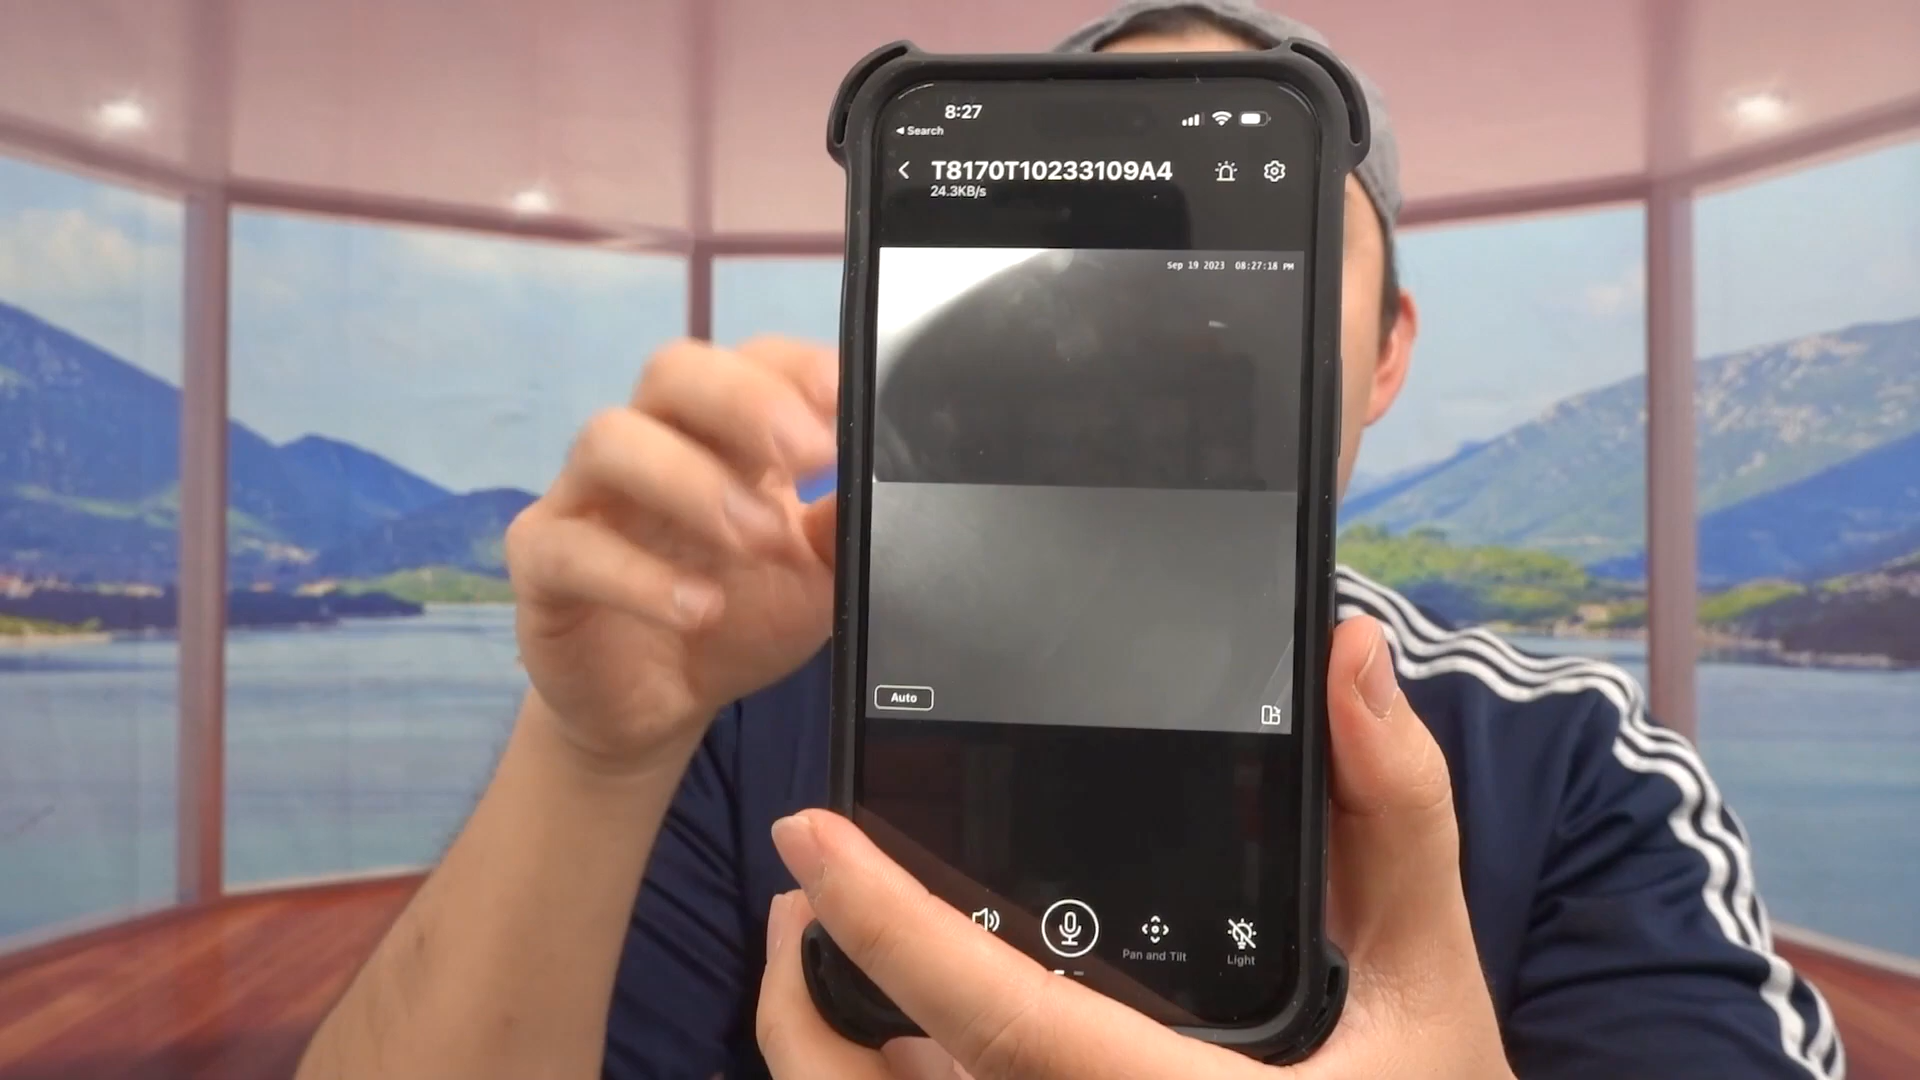 8:27
Search
T8170T10233109A4
24.3KB/s
Sep 19 2023 08:27:18 PM
Auto
Pan and Tilt
Light